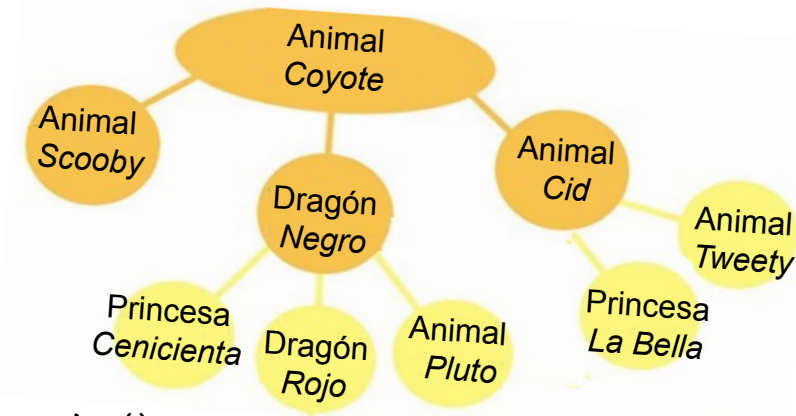 Animal
Coyote
Animal
Scooby
Dragón
Negro
Animal
Cid
Animal
Tweety
Princesa
Cenicienta
Dragón
Rojo
Animal
Pluto
Princesa
La Bella